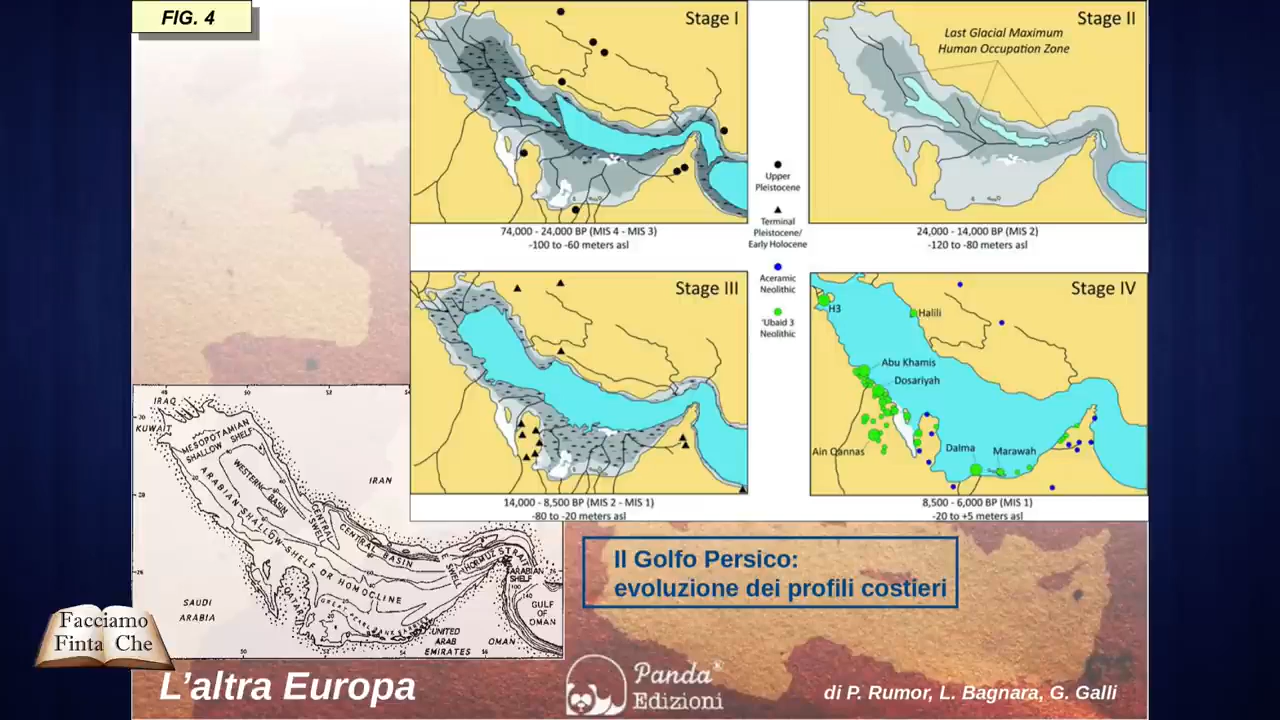 FIG. 4
Stage I
74,000 - 24,000 BP (MIS 4 - MIS 3)
-100 to -60 meters asl
Stage II
Last Glacial Maximum
Human Occupation Zone
24,000 - 14,000 BP (MIS 2)
-120 to -80 meters asl
Upper
Pleistocene
Terminal
Pleistocene/
Early Holocene
Aceramic
Neolithic
'Ubaid 3
Neolithic
Stage III
14,000 - 8,500 BP (MIS 2 - MIS 1)
-80 to -20 meters asl
Stage IV
H3
Halili
Abu Khamis
Dosariyah
Ain Qannas
Dalma
Marawah
8,500 - 6,000 BP (MIS 1)
-20 to +5 meters asl
IRAQ
KUWAIT
MESOPOTAMIAN
SHALLOW SHELF
WESTERN
BASIN
IRAN
ARABIAN SHALLOW SHELF OR HOMOCLINE
CENTRAL
SWELL
CENTRAL BASIN
HORMUZ STRAIT
SHELF
ARABIAN
SHELF
QATAR
SAUDI
ARABIA
GULF
OF
OMAN
UNITED
ARAB
EMIRATES
OMAN
Il Golfo Persico:
evoluzione dei profili costieri
Facciamo
Finta Che
L'altra Europa
Panda
Edizioni
di P. Rumor, L. Bagnara, G. Galli